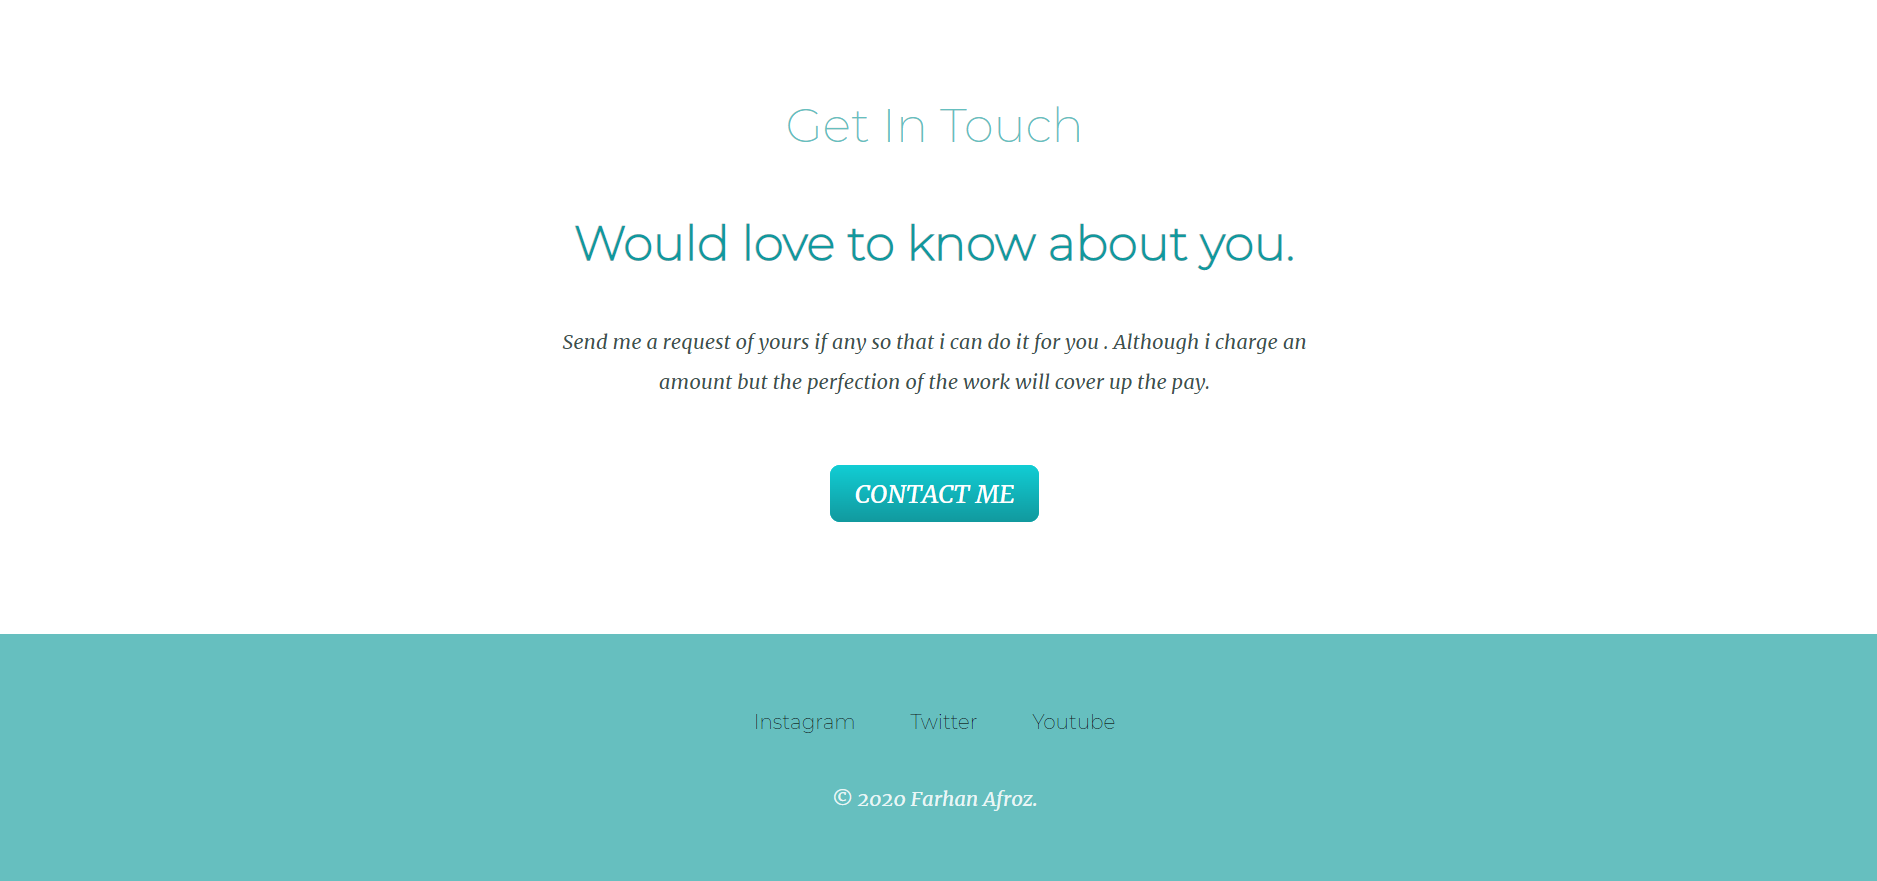 Get In Touch
Would love to know about you.
Send me a request of yours if any so that i can do it for you . Although i charge an
amount but the perfection of the work will cover up the pay.
CONTACT ME
Instagram Twitter Youtube
© 2020 Farhan Afroz.